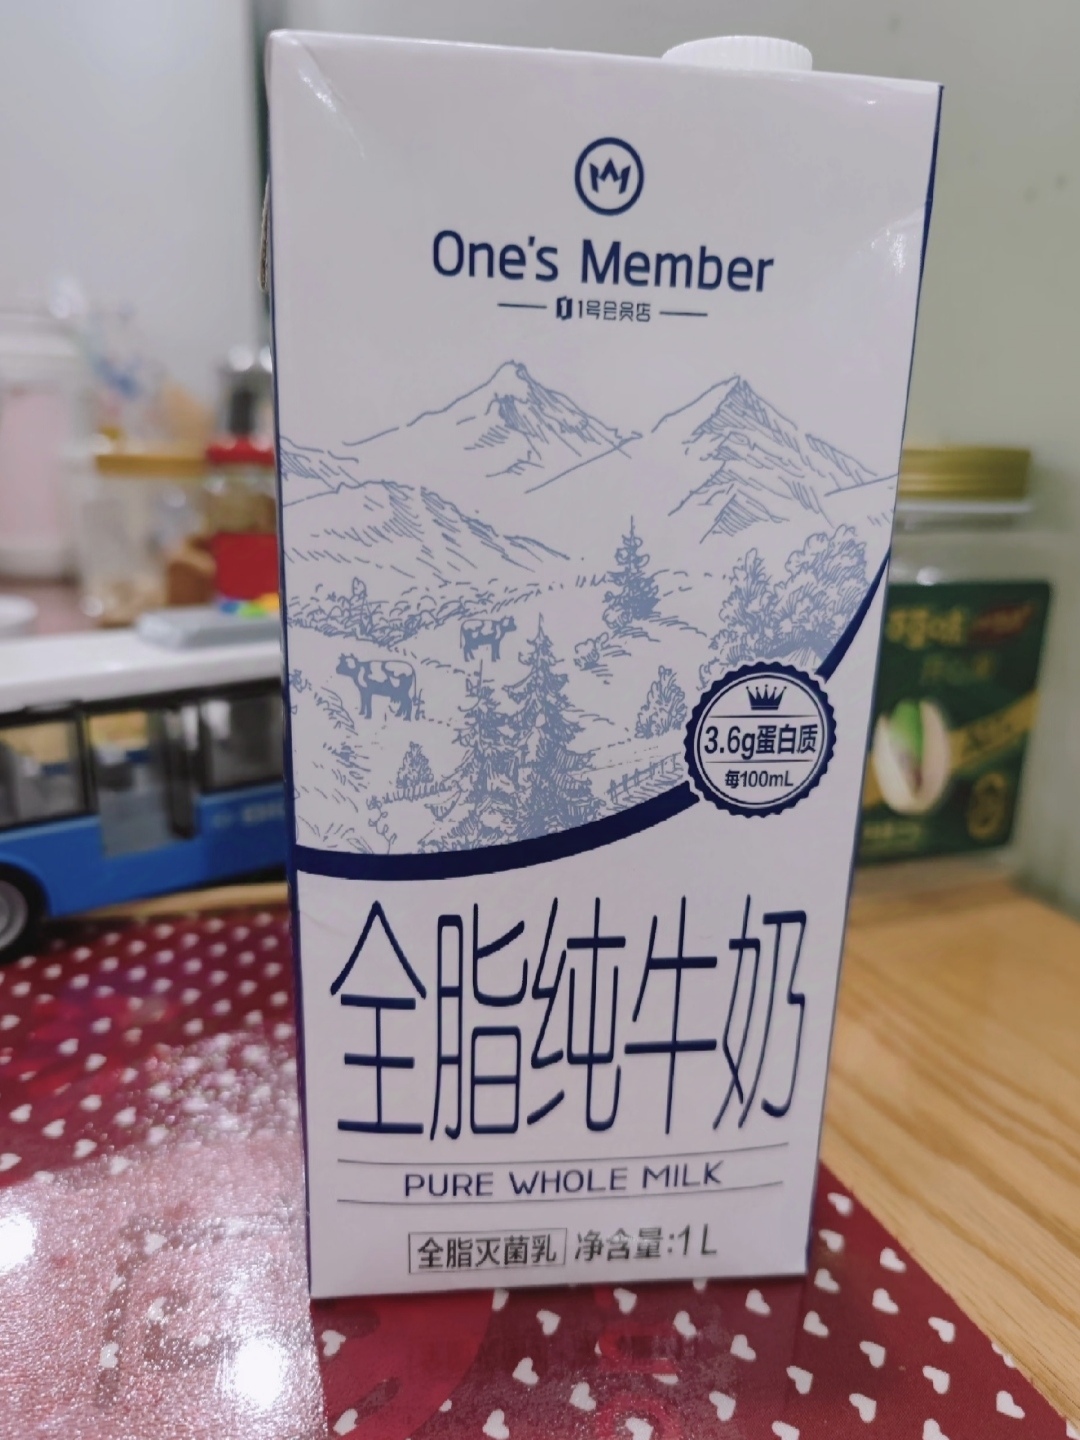 One's Member
1号会员店
3.6g蛋白质
每100mL
全脂纯牛奶
PURE WHOLE MILK
全脂灭菌乳 净含量:1L